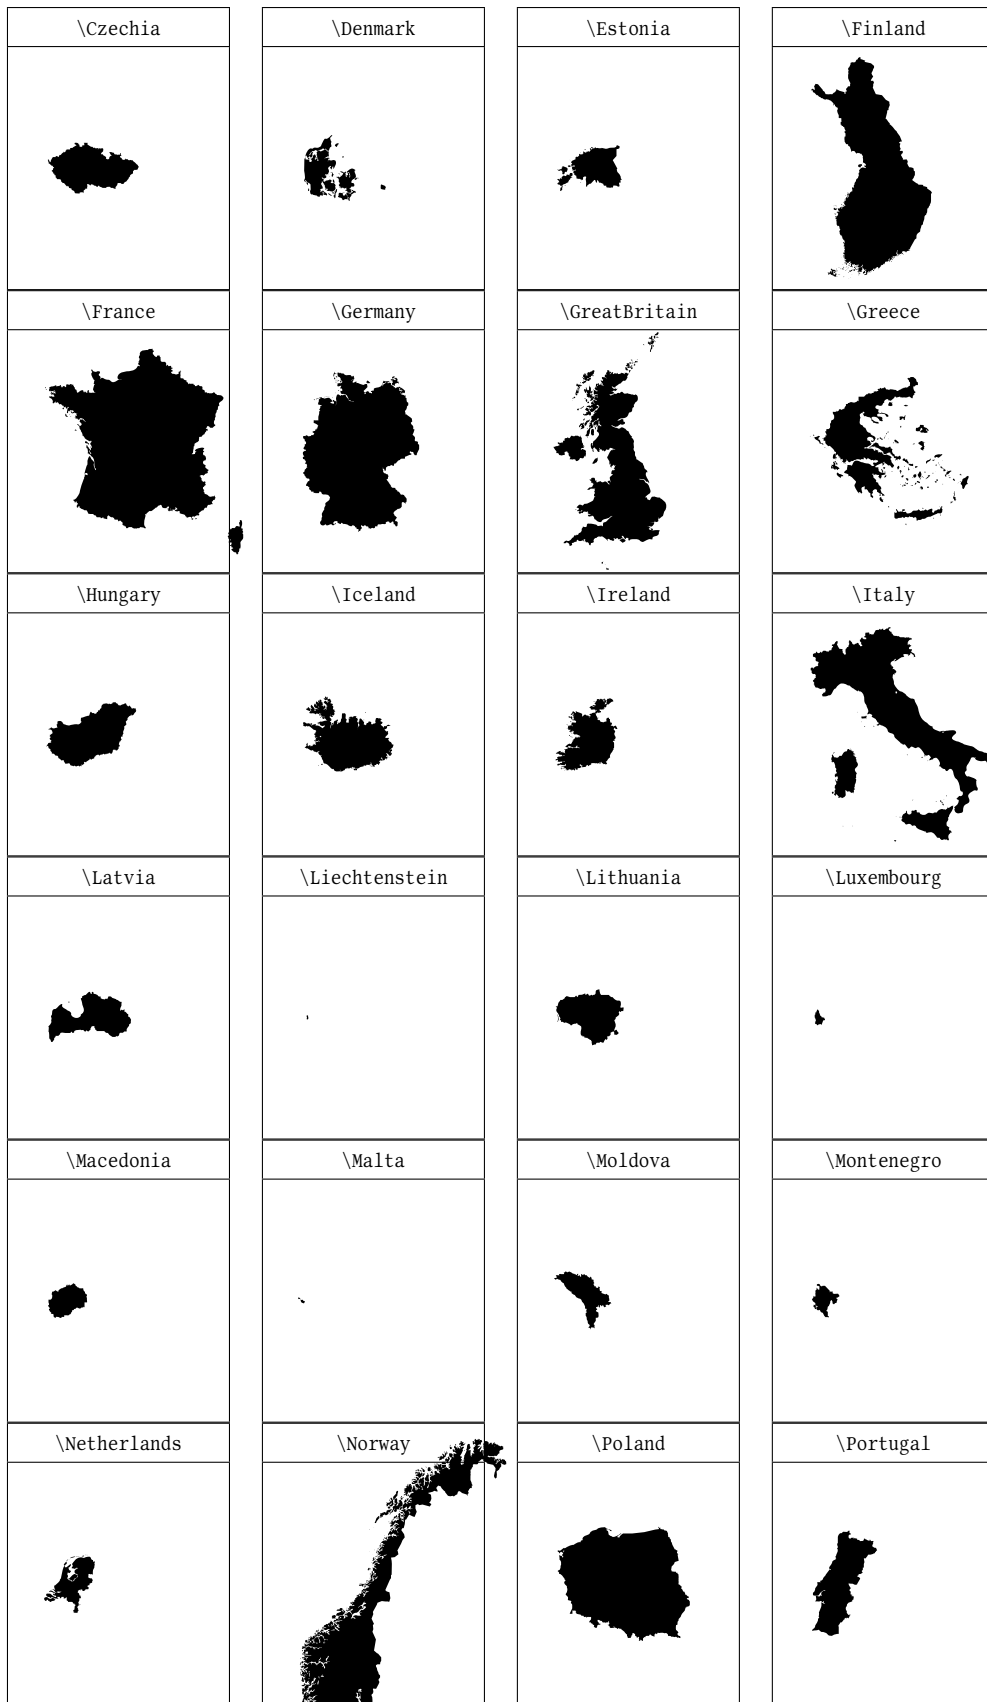 \Czechia
\Denmark
\Estonia
\Finland
\France
\Germany
\GreatBritain
\Greece
\Hungary
\Iceland
\Ireland
\Italy
\Latvia
\Liechtenstein
\Lithuania
\Luxembourg
\Macedonia
\Malta
\Moldova
\Montenegro
\Netherlands
\Norway
\Poland
\Portugal